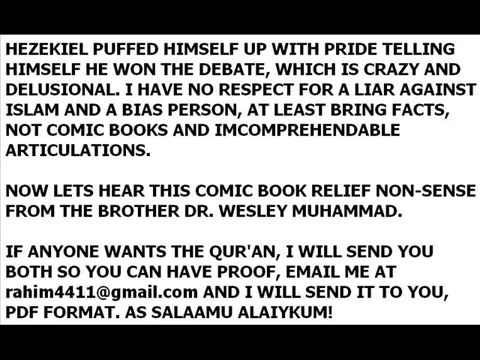 HEZEKIEL PUFFED HIMSELF UP WITH PRIDE TELLING
HIMSELF HE WON THE DEBATE, WHICH IS CRAZY AND
DELUSIONAL. I HAVE NO RESPECT FOR A LIAR AGAINST
ISLAM AND A BIAS PERSON, AT LEAST BRING FACTS,
NOT COMIC BOOKS AND IMCOMPREHENDABLE
ARTICULATIONS.
NOW LETS HEAR THIS COMIC BOOK RELIEF NON-SENSE
FROM THE BROTHER DR. WESLEY MUHAMMAD.
IF ANYONE WANTS THE QUR'AN, I WILL SEND YOU
BOTH SO YOU CAN HAVE PROOF, EMAIL ME AT
rahim4411@gmail.com AND I WILL SEND IT TO YOU,
PDF FORMAT. AS SALAAMU ALAIYKUM!